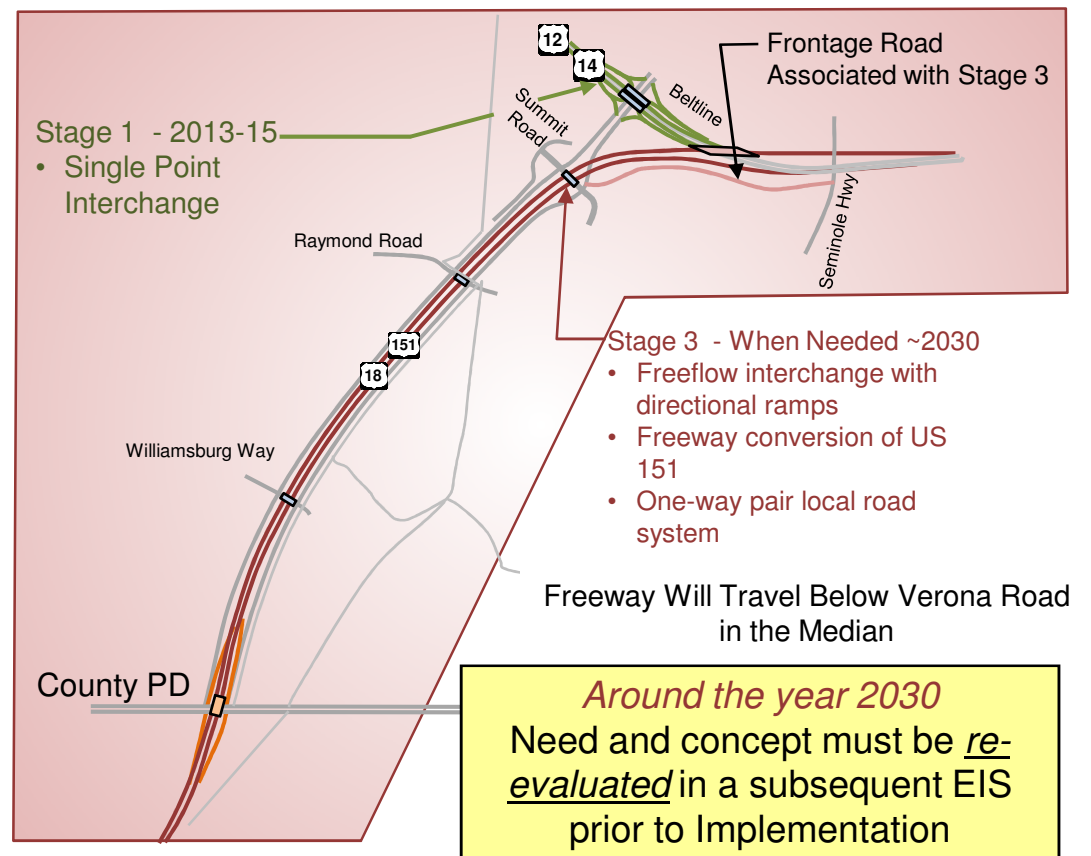 12
14
Frontage Road
Associated with Stage 3
Summit
Road
Beltline
Stage 1  - 2013-15
• Single Point
Interchange
Seminole Hwy
Raymond Road
151
18
Stage 3  - When Needed ~2030
• Freeflow interchange with
directional ramps
• Freeway conversion of US
151
• One-way pair local road
system
Williamsburg Way
Freeway Will Travel Below Verona Road
in the Median
County PD
Around the year 2030
Need and concept must be re-
evaluated in a subsequent EIS
prior to Implementation